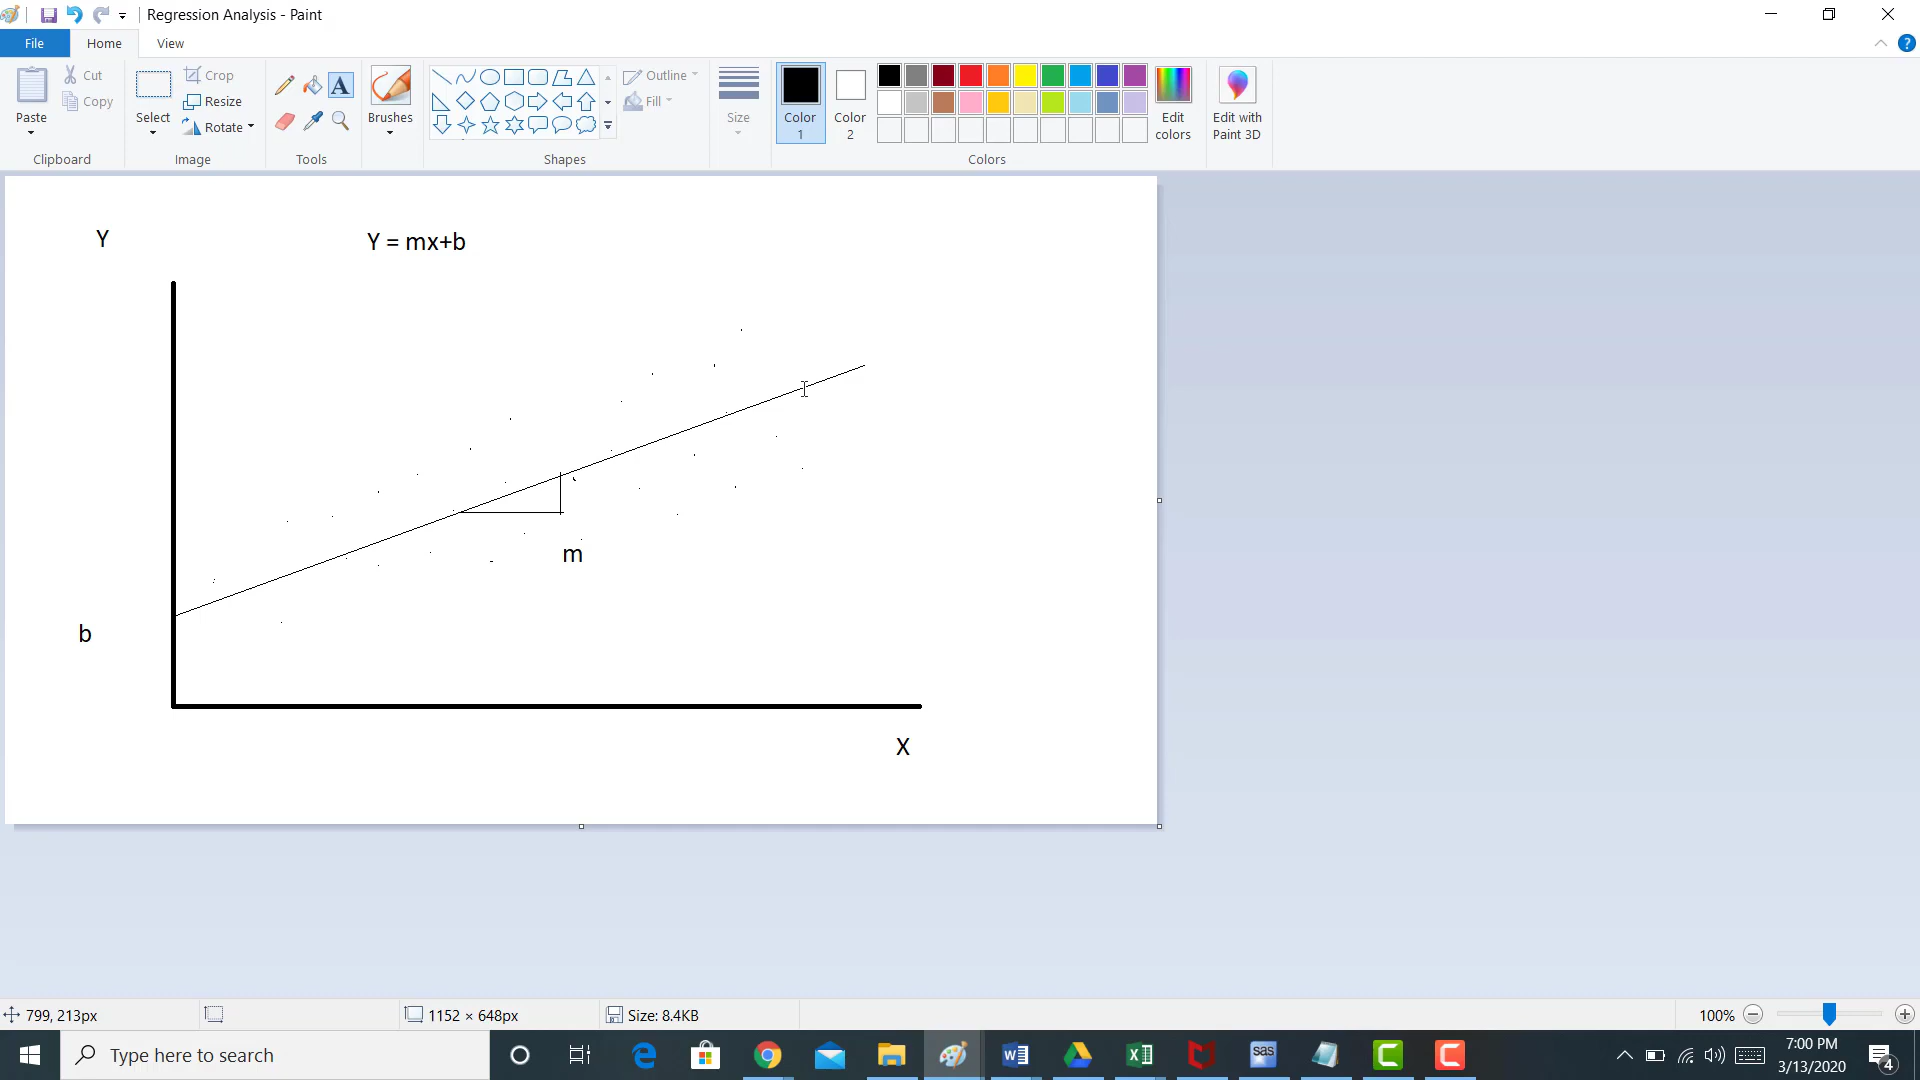 Regression Analysis - Paint
File Home View
Paste
Cut
Copy
Clipboard
Select
Crop
Resize
Rotate
Image
A
Tools
Brushes
Outline
Fill
Shapes
Size
Color 1
Color 2
Edit colors
Colors
Edit with Paint 3D
?
Y
Y = mx+b
m
b
X
799, 213px
1152 × 648px
Size: 8.4KB
100%
Type here to search
sas
7:00 PM
3/13/2020
4